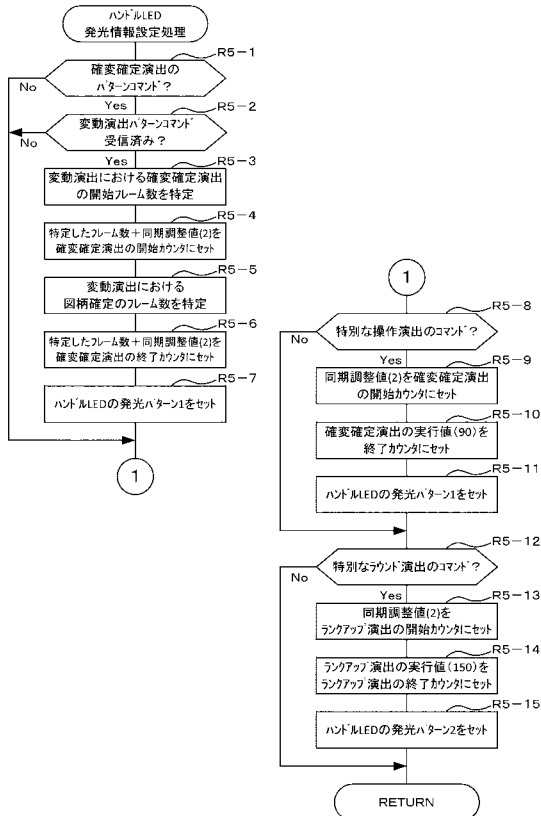 ハンドルLED
発光情報設定処理
R5-1
確変確定演出の
パターンコマンド?
No
Yes
R5-2
変動演出パターンコマンド
受信済み?
No
Yes
R5-3
変動演出における確変確定演出
の開始フレーム数を特定
R5-4
特定したフレーム数+同期調整値(2)を
確変確定演出の開始カウンタにセット
R5-5
変動演出における
図柄確定のフレーム数を特定
R5-6
特定したフレーム数+同期調整値(2)を
確変確定演出の終了カウンタにセット
R5-7
ハンドルLEDの発光パターン1をセット
1
1
R5-8
特別な操作演出のコマンド?
No
Yes
R5-9
同期調整値(2)を確変確定演出
の開始カウンタにセット
R5-10
確変確定演出の実行値(90)を
終了カウンタにセット
R5-11
ハンドルLEDの発光パターン1をセット
R5-12
特別なラウンド演出のコマンド?
No
Yes
R5-13
同期調整値(2)を
ランクアップ演出の開始カウンタにセット
R5-14
ランクアップ演出の実行値(150)を
ランクアップ演出の終了カウンタにセット
R5-15
ハンドルLEDの発光パターン2をセット
RETURN